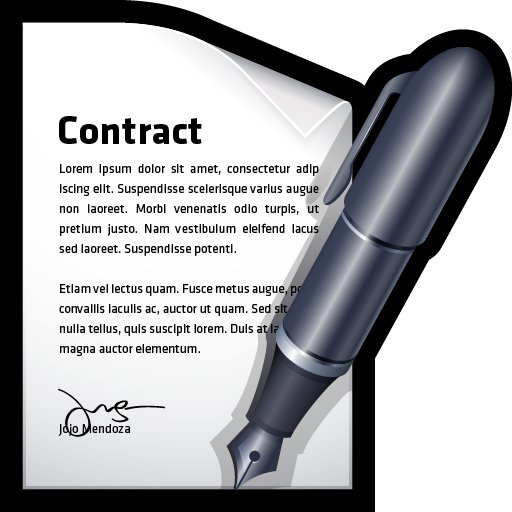 Contract
Lorem ipsum dolor sit amet, consectetur adip
iscing elit. Suspendisse scelerisque varius augue
non laoreet. Morbi venenatis odio turpis, ut
pretium justo. Nam vestibulum eleifend lacus
sed laoreet. Suspendisse potenti.
Etiam vel lectus quam. Fusce metus augue,
convallis iaculis ac, auctor ut quam. Sed sit
nulla tellus, quis suscipit lorem. Duis at
magna auctor elementum.
Jojo Mendoza